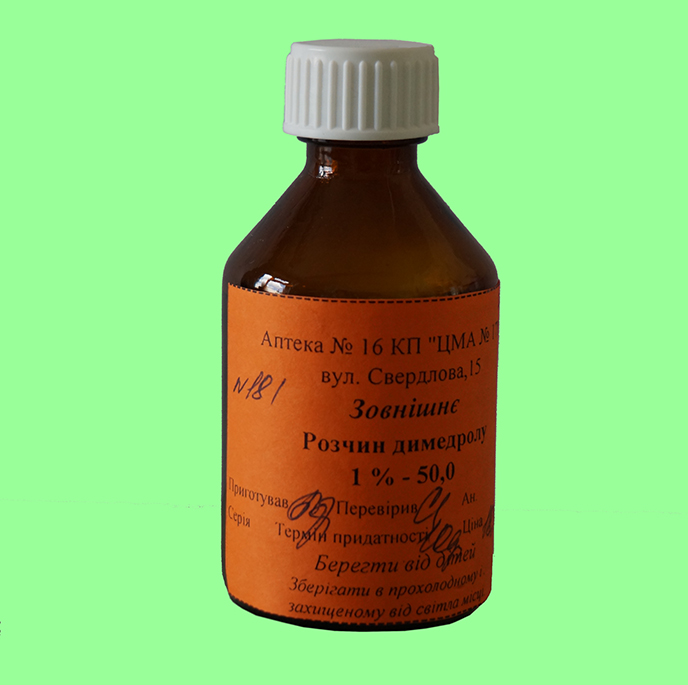 Аптека № 16 КП "ЦМА №
вул. Свердлова,15
№181
Зовнішнє
Розчин димедролу
1 % - 50,0
Приготував Перевірив Ан.
Серія Термін придатності Ціна
Берегти від дітей
Зберігати в прохолодному
захищеному від світла місці